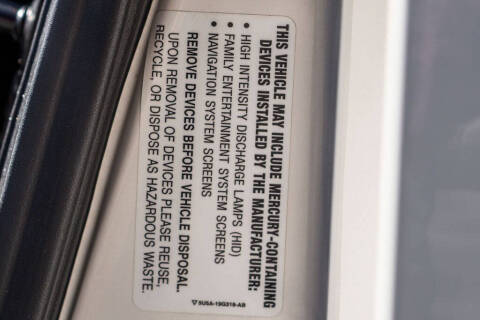 THIS VEHICLE MAY INCLUDE MERCURY-CONTAINING
DEVICES INSTALLED BY THE MANUFACTURER:
• HIGH INTENSITY DISCHARGE LAMPS (HID)
• FAMILY ENTERTAINMENT SYSTEM SCREENS
• NAVIGATION SYSTEM SCREENS
REMOVE DEVICES BEFORE VEHICLE DISPOSAL.
UPON REMOVAL OF DEVICES PLEASE REUSE,
RECYCLE, OR DISPOSE AS HAZARDOUS WASTE.
5U5A-19G318-AB